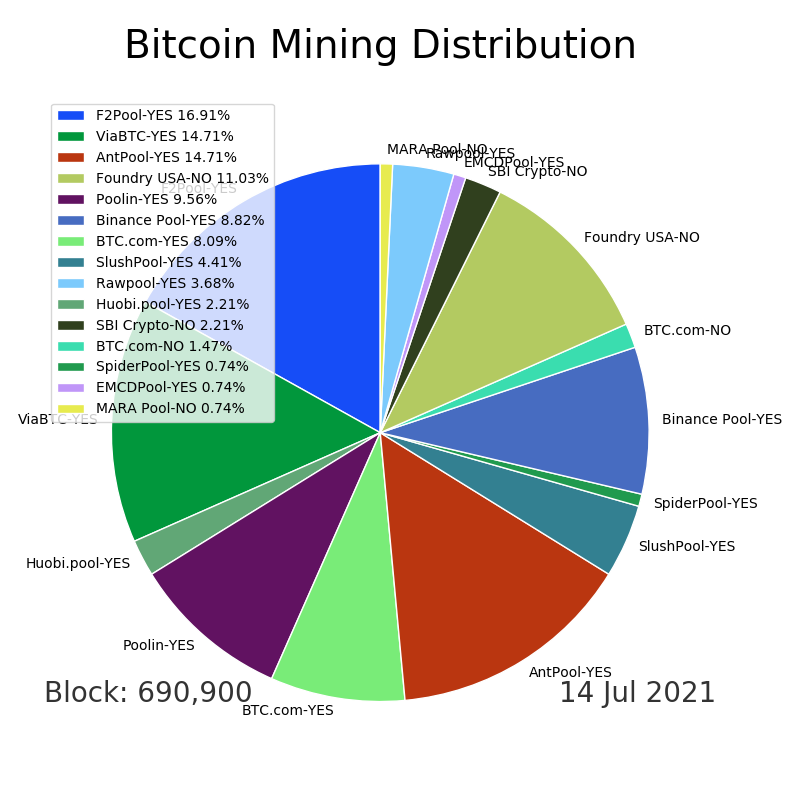 Bitcoin Mining Distribution
F2Pool-YES 16.91%
ViaBTC-YES 14.71%
AntPool-YES 14.71%
Foundry USA-NO 11.03%
Poolin-YES 9.56%
Binance Pool-YES 8.82%
BTC.com-YES 8.09%
SlushPool-YES 4.41%
Rawpool-YES 3.68%
Huobi.pool-YES 2.21%
SBI Crypto-NO 2.21%
BTC.com-NO 1.47%
SpiderPool-YES 0.74%
EMCDPool-YES 0.74%
MARA Pool-NO 0.74%
MARA Pool-NO
Rawpool-YES
EMCDPool-YES
SBI Crypto-NO
F2Pool-YES
Foundry USA-NO
BTC.com-NO
ViaBTC-YES
Binance Pool-YES
SpiderPool-YES
SlushPool-YES
Huobi.pool-YES
Poolin-YES
AntPool-YES
BTC.com-YES
Block: 690,900
14 Jul 2021